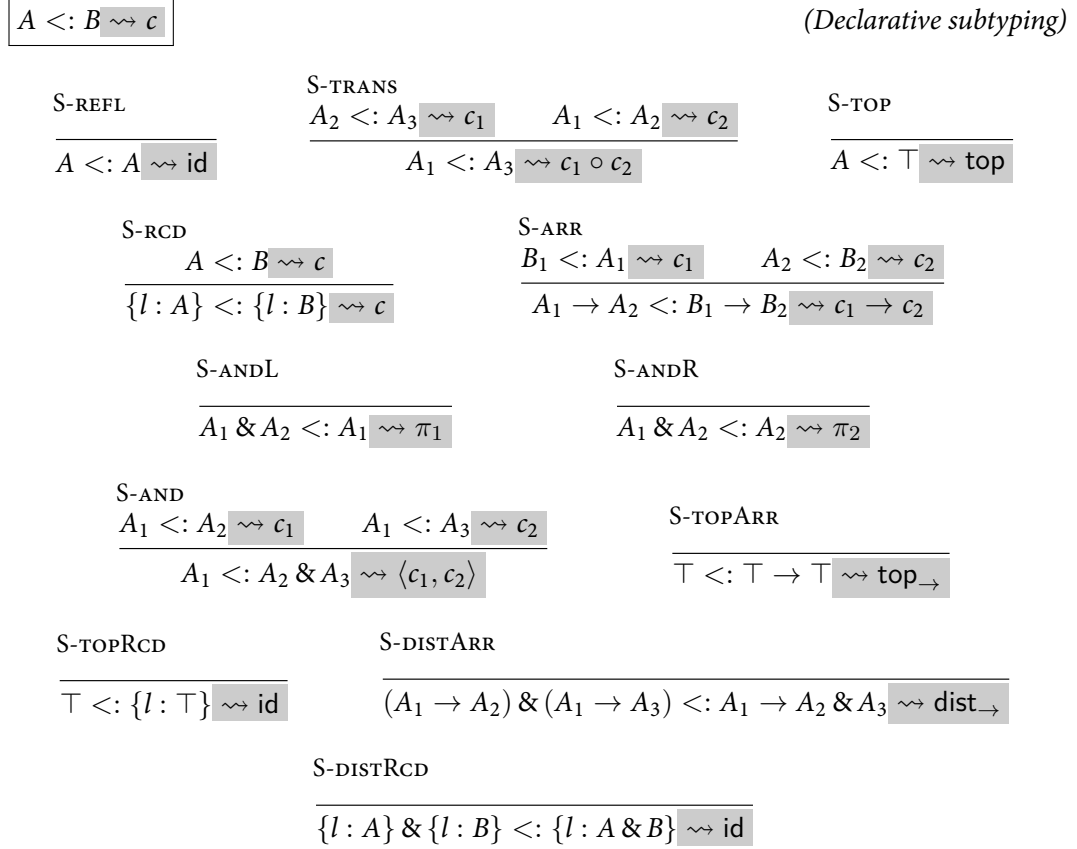 A <: B ⇝ c (Declarative subtyping)
S-REFL
A <: A ⇝ id
S-TRANS
A₂ <: A₃ ⇝ c₁ A₁ <: A₂ ⇝ c₂
A₁ <: A₃ ⇝ c₁ ∘ c₂
S-TOP
A <: ⊤ ⇝ top
S-RCD
A <: B ⇝ c
{l : A} <: {l : B} ⇝ c
S-ARR
B₁ <: A₁ ⇝ c₁ A₂ <: B₂ ⇝ c₂
A₁ → A₂ <: B₁ → B₂ ⇝ c₁ → c₂
S-ANDL
A₁ & A₂ <: A₁ ⇝ π₁
S-ANDR
A₁ & A₂ <: A₂ ⇝ π₂
S-AND
A₁ <: A₂ ⇝ c₁ A₁ <: A₃ ⇝ c₂
A₁ <: A₂ & A₃ ⇝ ⟨c₁, c₂⟩
S-TOPARR
⊤ <: ⊤ → ⊤ ⇝ top→
S-TOPRCD
⊤ <: {l : ⊤} ⇝ id
S-DISTARR
(A₁ → A₂) & (A₁ → A₃) <: A₁ → A₂ & A₃ ⇝ dist→
S-DISTRCD
{l : A} & {l : B} <: {l : A & B} ⇝ id